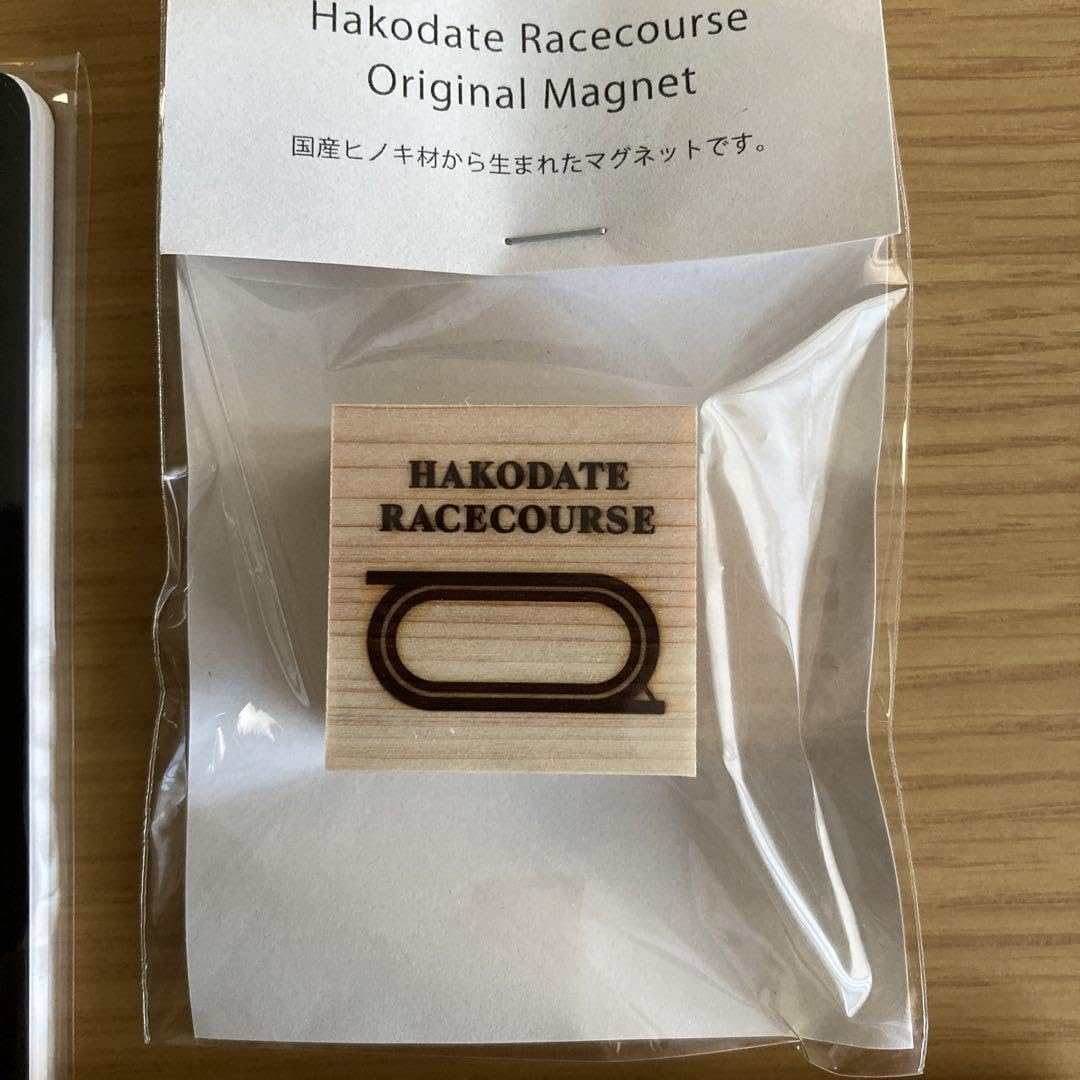 Hakodate Racecourse
Original Magnet
国産ヒノキ材から生まれたマグネットです。
HAKODATE
RACECOURSE